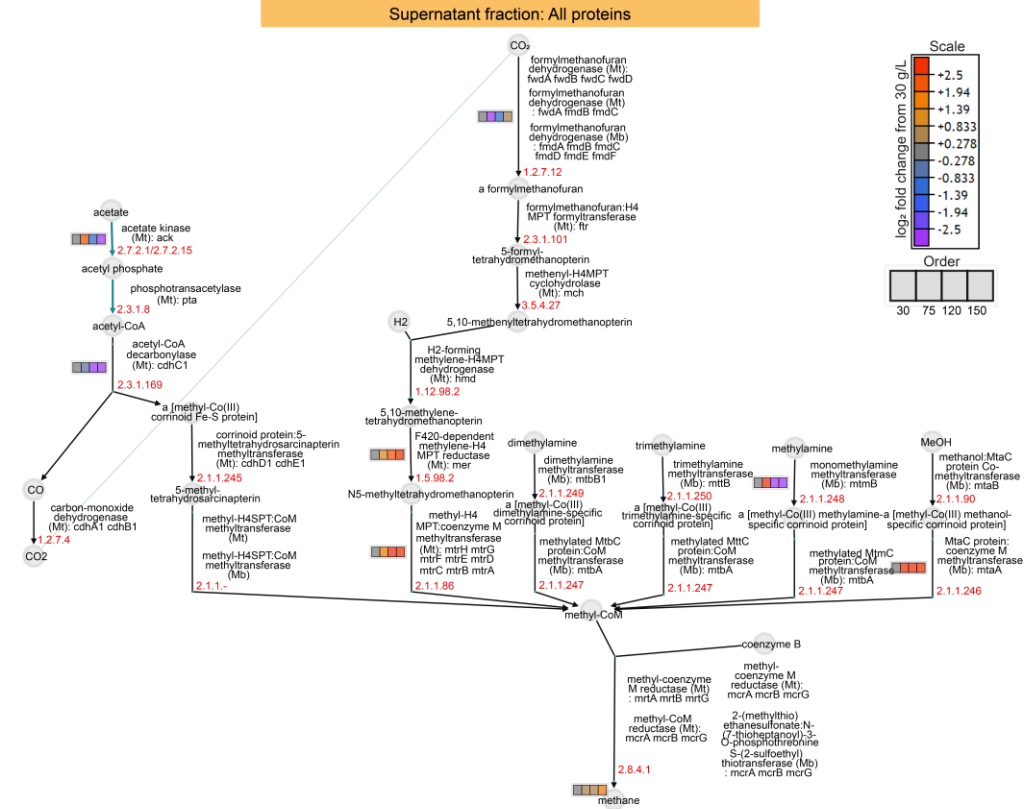 Supernatant fraction: All proteins
CO₂
formylmethanofuran
dehydrogenase (Mt):
fwdA fwdB fwdC fwdD
formylmethanofuran
dehydrogenase (Mt)
: fwdA fmdB fmdC
formylmethanofuran
dehydrogenase (Mb)
: fmdA fmdB fmdC
fmdD fmdE fmdF
1.2.7.12
a formylmethanofuran
formylmethanofuran:H4
MPT formyltransferase
(Mt): ftr
2.3.1.101
5-formyl-
tetrahydromethanopterin
methenyl-H4MPT
cyclohydrolase
(Mt): mch
3.5.4.27
5,10-methenyltetrahydromethanopterin
H2
H2-forming
methylene-H4MPT
dehydrogenase
(Mt): hmd
1.12.98.2
5,10-methylene-
tetrahydromethanopterin
F420-dependent
methylene-H4
MPT reductase
(Mt): mer
1.5.98.2
N5-methyltetrahydromethanopterin
methyl-H4
MPT:coenzyme M
methyltransferase
(Mt): mtrH mtrG
mtrF mtrE mtrD
mtrC mtrB mtrA
2.1.1.86
acetate
acetate kinase
(Mt): ack
2.7.2.1/2.7.2.15
acetyl phosphate
phosphotransacetylase
(Mt): pta
2.3.1.8
acetyl-CoA
acetyl-CoA
decarbonylase
(Mt): cdhC1
2.3.1.169
a [methyl-Co(III)
corrinoid Fe-S protein]
corrinoid protein:5-
methyltetrahydrosarcinapterin
methyltransferase
(Mt): cdhD1 cdhE1
2.1.1.245
5-methyl-
tetrahydrosarcinapterin
methyl-H4SPT:CoM
methyltransferase
(Mt)
methyl-H4SPT:CoM
methyltransferase
(Mb)
2.1.1.-
CO
carbon-monoxide
dehydrogenase
(Mt): cdhA1 cdhB1
1.2.7.4
CO2
dimethylamine
dimethylamine
methyltransferase
(Mb): mtbB1
2.1.1.249
a [methyl-Co(III)
dimethylamine-specific
corrinoid protein]
methylated MtbC
protein:CoM
methyltransferase
(Mb): mtbA
2.1.1.247
trimethylamine
trimethylamine
methyltransferase
(Mb): mttB
2.1.1.250
a [methyl-Co(III)
trimethylamine-specific
corrinoid protein]
methylated MttC
protein:CoM
methyltransferase
(Mb): mtbA
2.1.1.247
methylamine
monomethylamine
methyltransferase
(Mb): mtmB
2.1.1.248
a [methyl-Co(III) methylamine-
specific corrinoid protein]
methylated MtmC
protein:CoM
methyltransferase
(Mb): mtbA
2.1.1.247
MeOH
methanol:MtaC
protein Co-
methyltransferase
(Mb): mtaB
2.1.1.90
a [methyl-Co(III) methanol-
specific corrinoid protein]
MtaC protein:
coenzyme M
methyltransferase
(Mb): mtaA
2.1.1.246
methyl-CoM
coenzyme B
methyl-coenzyme
M reductase (Mt)
: mrtA mrtB mrtG
methyl-CoM
reductase (Mt):
mcrA mcrB mcrG
methyl-
coenzyme M
reductase (Mt):
mcrA mcrB mcrG
2-(methylthio)
ethanesulfonate:N-
(7-thioheptanoyl)-3-
O-phosphothreonine
S-(2-sulfoethyl)
thiotransferase (Mb)
: mcrA mcrB mcrG
2.8.4.1
methane
Scale
log₂ fold change from 30 g/L
+2.5
+1.94
+1.39
+0.833
+0.278
-0.278
-0.833
-1.39
-1.94
-2.5
Order
30 75 120 150